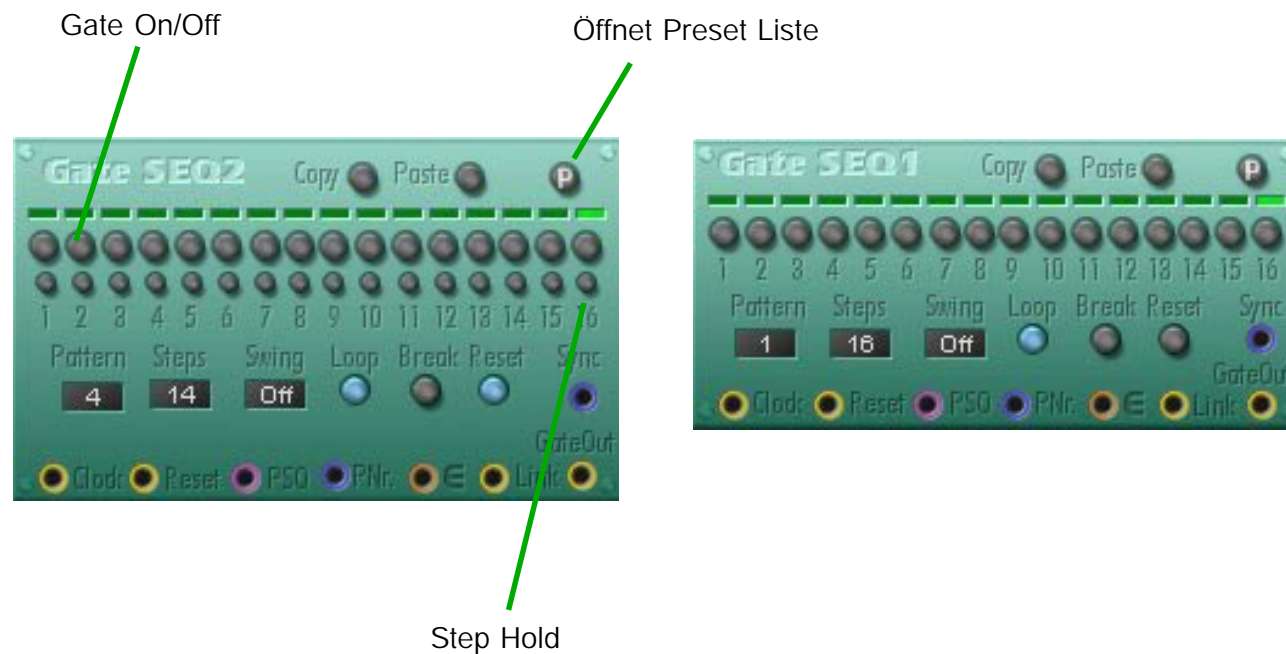 Gate On/Off
Öffnet Preset Liste
Gate SEQ2 Copy Paste P
1 2 3 4 5 6 7 8 9 10 11 12 13 14 15 16
Pattern Steps Swing Loop Break Reset Sync
4 14 Off
GateOut
Clock Reset PSQ PNr. E Link
Gate SEQ1 Copy Paste P
1 2 3 4 5 6 7 8 9 10 11 12 13 14 15 16
Pattern Steps Swing Loop Break Reset Sync
1 16 Off
GateOu
Clock Reset PSQ PNr. E Link
Step Hold